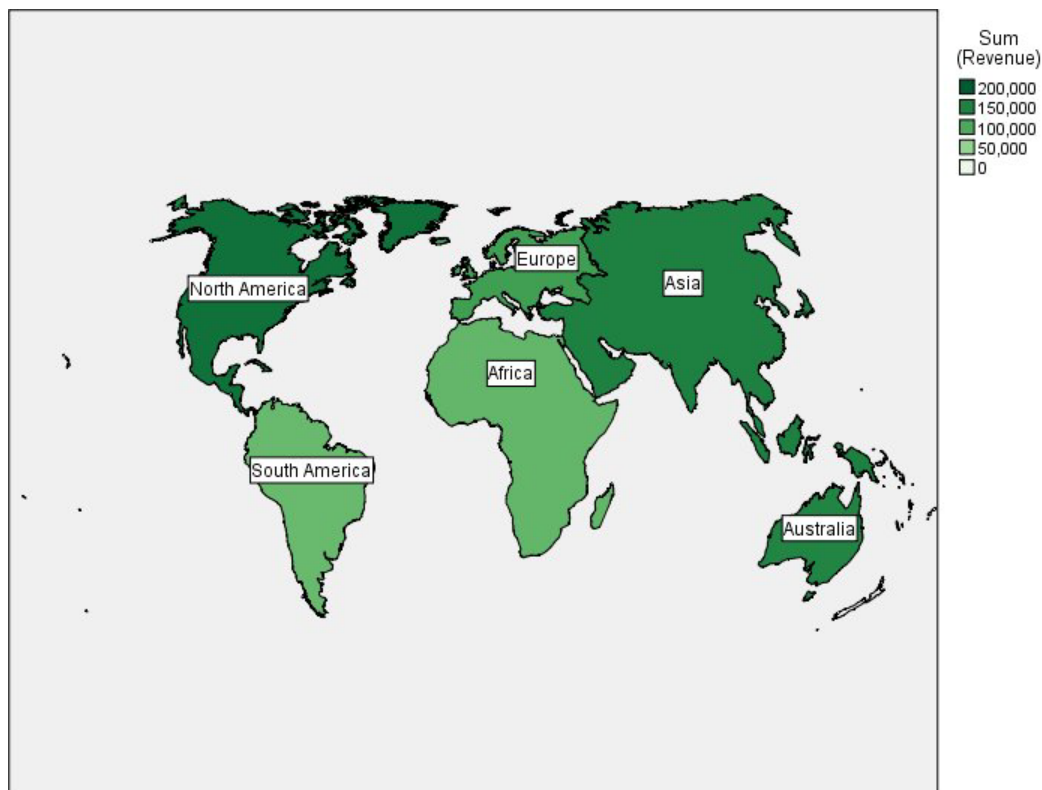 Sum
(Revenue)
200,000
150,000
100,000
50,000
0
Europe
North America
Asia
Africa
South America
Australia